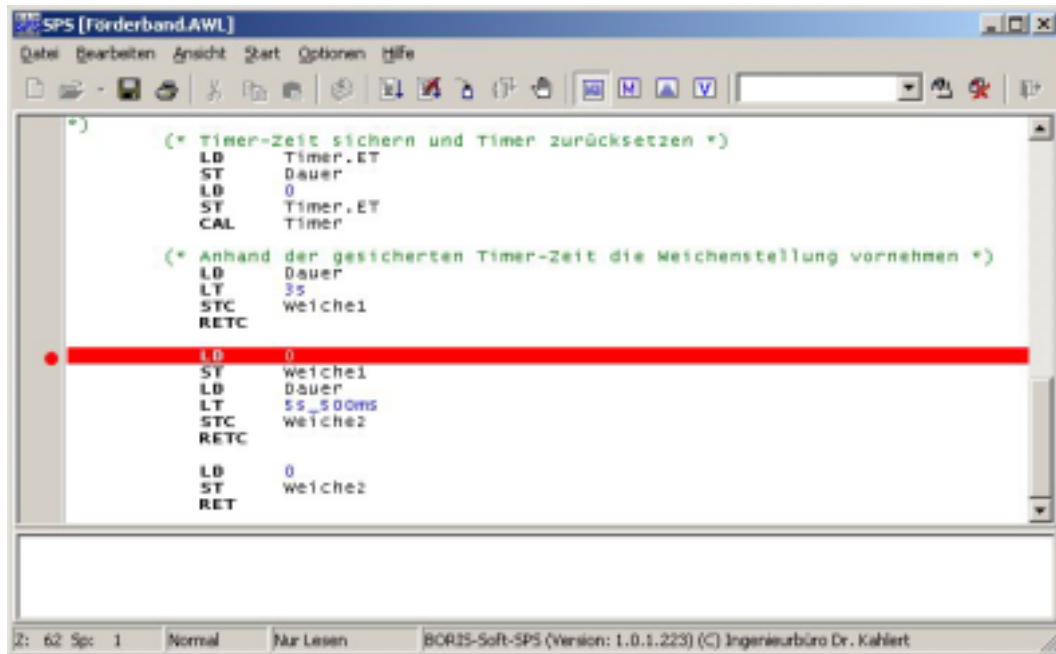 SPS [Förderband.AWL]
Datei Bearbeiten Ansicht Start Optionen Hilfe
*)
(* Timer-Zeit sichern und Timer zurücksetzen *)
LD Timer.ET
ST Dauer
LD 0
ST Timer.ET
CAL Timer
(* Anhand der gesicherten Timer-Zeit die Weichenstellung vornehmen *)
LD Dauer
LT 3s
STC Weiche1
RETC
LD 0
ST Weiche1
LD Dauer
LT 5s_500ms
STC Weiche2
RETC
LD 0
ST Weiche2
RET
Z: 62 Sp: 1 Normal Nur Lesen BORIS-Soft-SPS (Version: 1.0.1.223) (C) Ingenieurbüro Dr. Kahlert